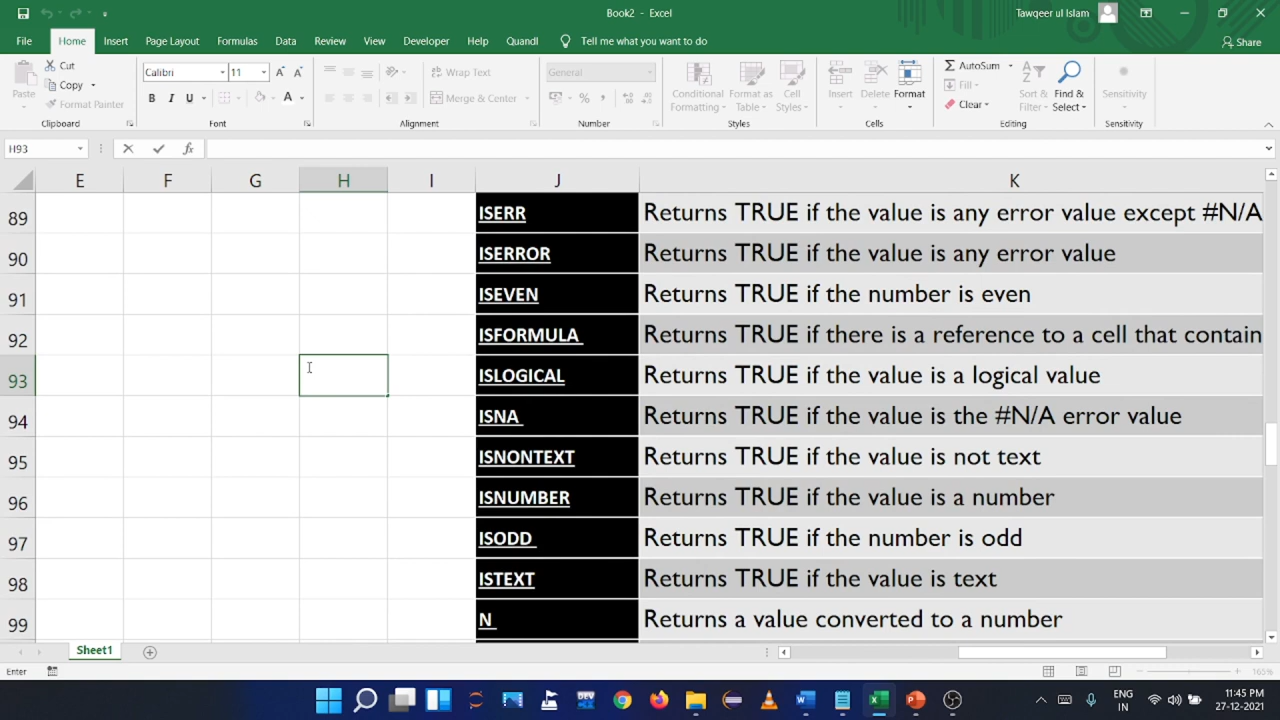 Book2 - Excel
Tawqeer ul Islam
File Home Insert Page Layout Formulas Data Review View Developer Help Quandl Tell me what you want to do Share
Paste
Cut
Copy
Format Painter
Clipboard
Calibri 11
B I U A
Font
Wrap Text
Merge & Center
Alignment
General
%
Number
Conditional Formatting
Format as Table
Cell Styles
Styles
Insert Delete Format
Cells
AutoSum
Fill
Clear
Sort & Filter
Find & Select
Editing
Sensitivity
Sensitivity
H93 fx
E F G H I J K
89 ISERR Returns TRUE if the value is any error value except #N/A
90 ISERROR Returns TRUE if the value is any error value
91 ISEVEN Returns TRUE if the number is even
92 ISFORMULA Returns TRUE if there is a reference to a cell that contain
93 ISLOGICAL Returns TRUE if the value is a logical value
94 ISNA Returns TRUE if the value is the #N/A error value
95 ISNONTEXT Returns TRUE if the value is not text
96 ISNUMBER Returns TRUE if the value is a number
97 ISODD Returns TRUE if the number is odd
98 ISTEXT Returns TRUE if the value is text
99 N Returns a value converted to a number
Sheet1
Enter 165%
ENG 11:45 PM
IN 27-12-2021